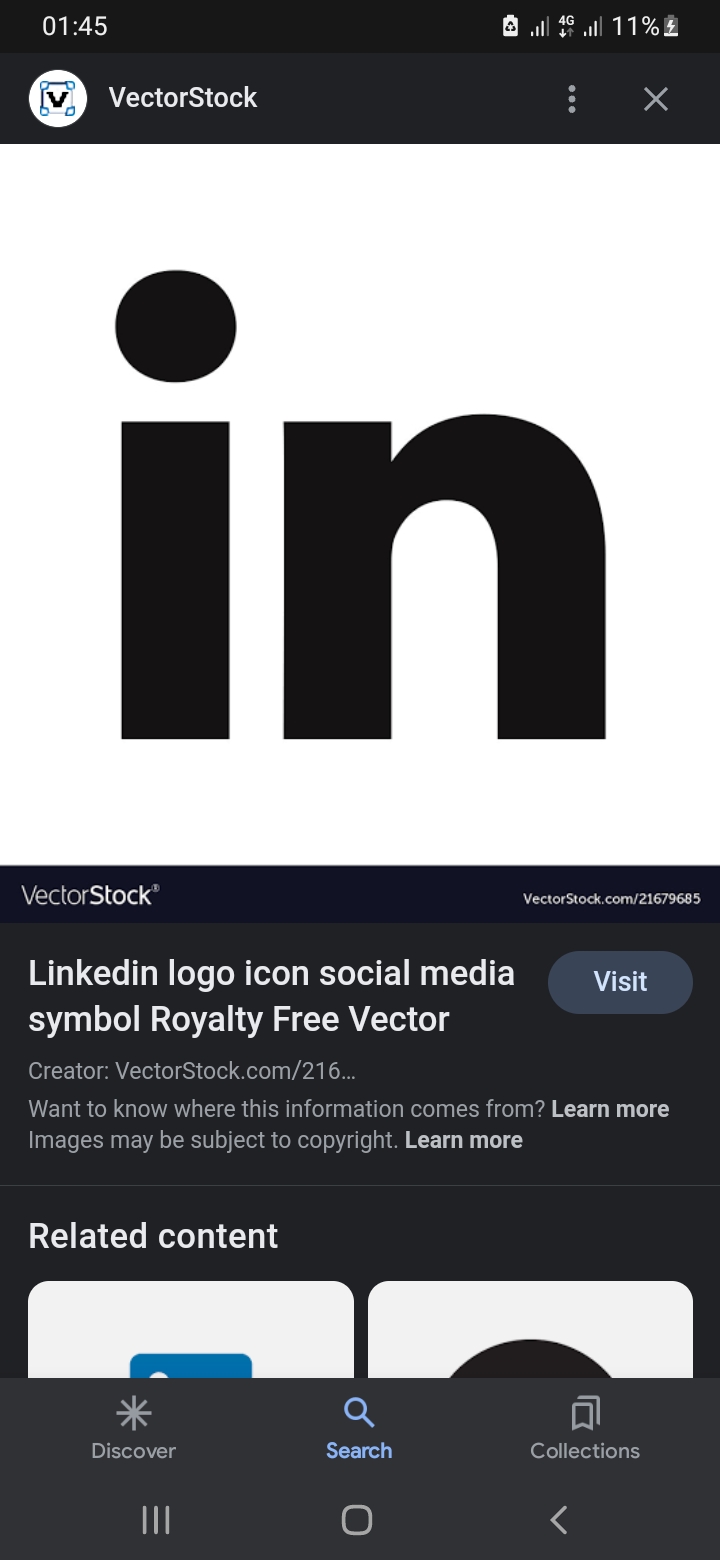 01:45 4G 11%
VectorStock
in
VectorStock® VectorStock.com/21679685
Linkedin logo icon social media
symbol Royalty Free Vector
Visit
Creator: VectorStock.com/216…
Want to know where this information comes from? Learn more
Images may be subject to copyright. Learn more
Related content
Discover Search Collections